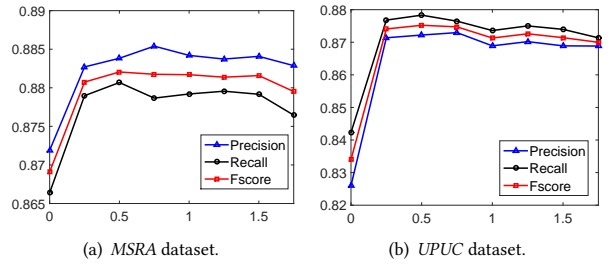 0.89
0.885
0.88
0.875
0.87
0.865
0
0.5
1
1.5
Precision
Recall
Fscore
(a) MSRA dataset.
0.88
0.87
0.86
0.85
0.84
0.83
0.82
0
0.5
1
1.5
Precision
Recall
Fscore
(b) UPUC dataset.